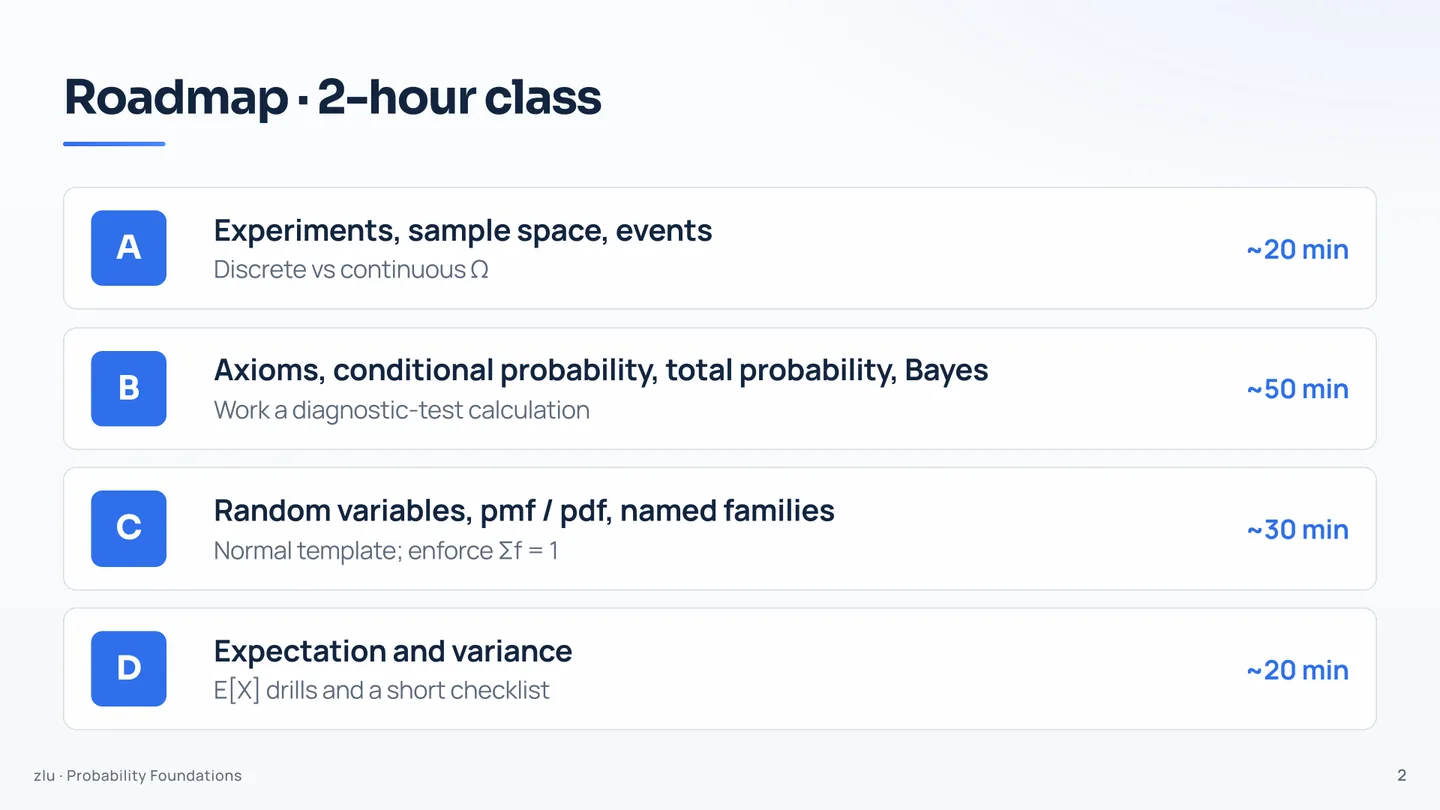 Roadmap · 2-hour class
A
Experiments, sample space, events
Discrete vs continuous Ω
~20 min
B
Axioms, conditional probability, total probability, Bayes
Work a diagnostic-test calculation
~50 min
C
Random variables, pmf / pdf, named families
Normal template; enforce Σf = 1
~30 min
D
Expectation and variance
E[X] drills and a short checklist
~20 min
zlu · Probability Foundations
2